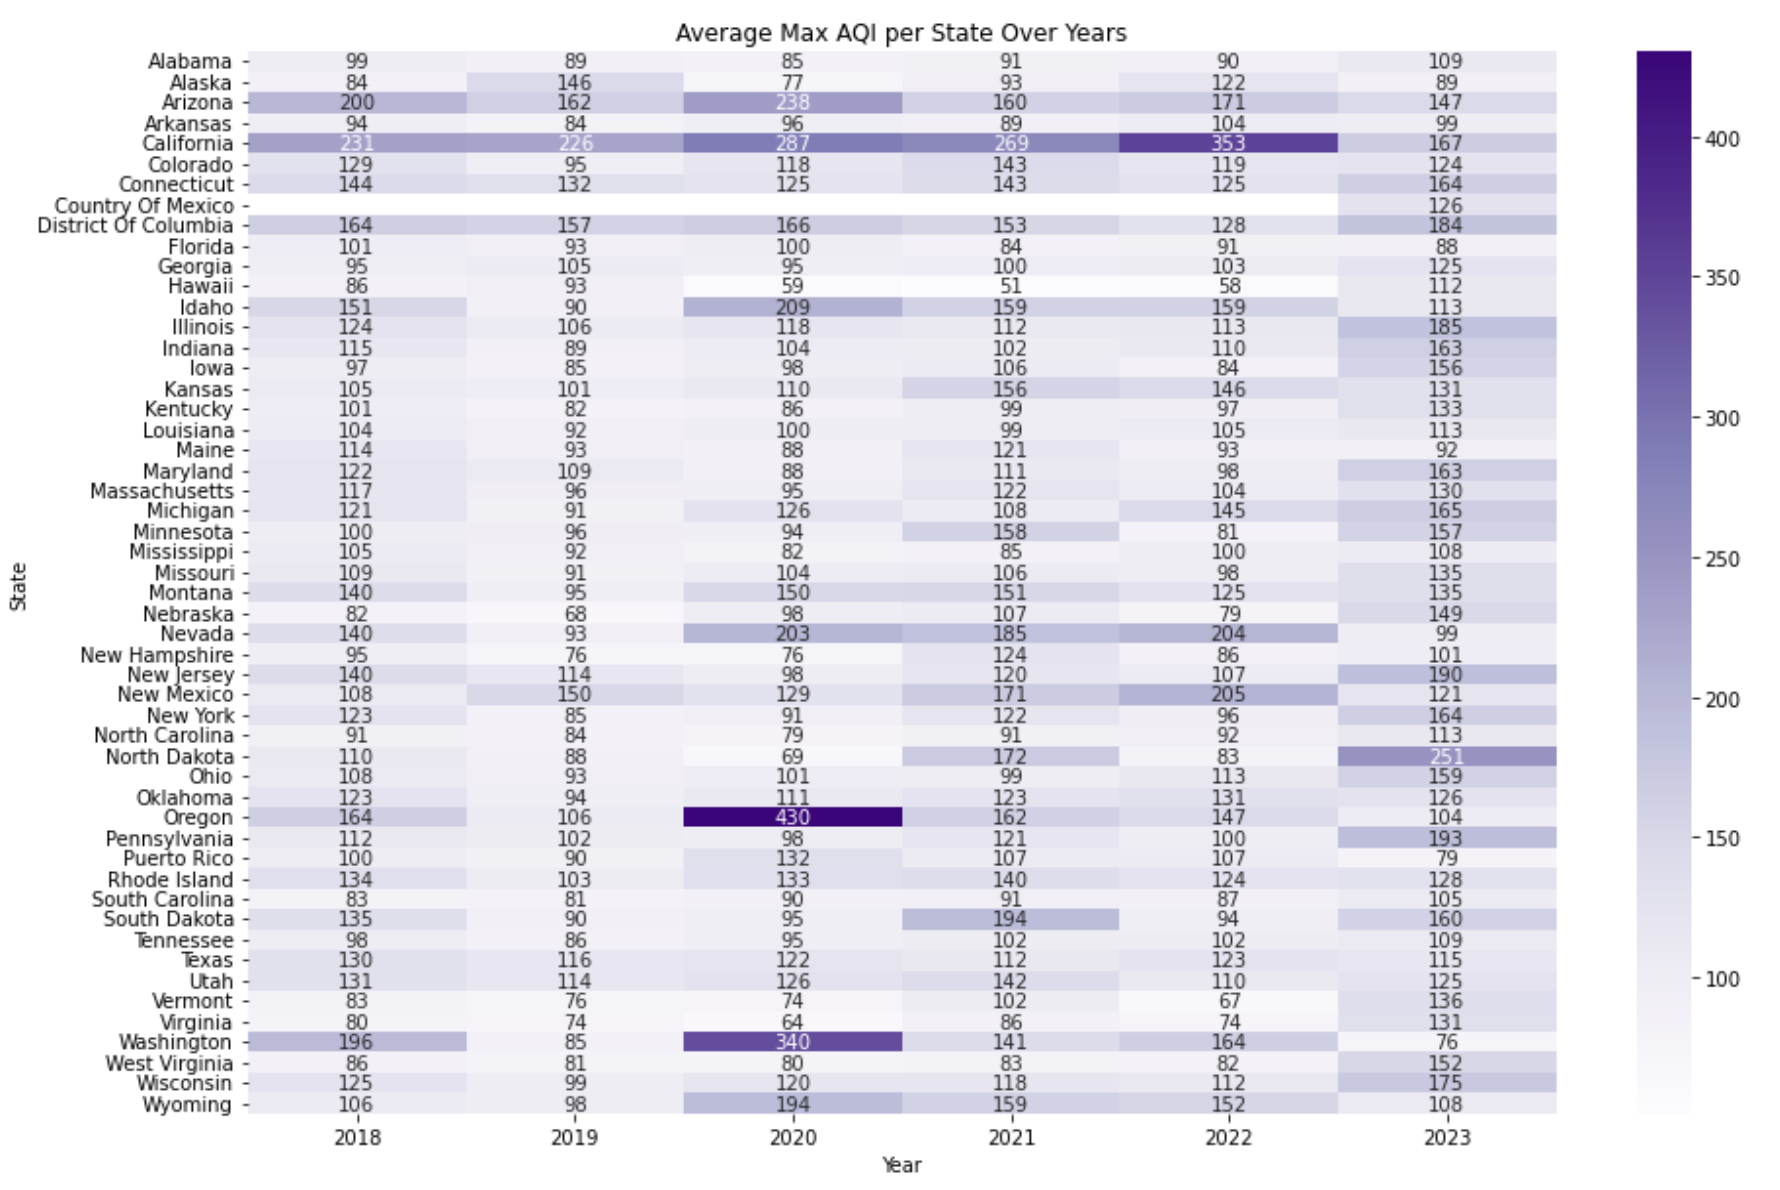 Average Max AQI per State Over Years
Alabama 99 89 85 91 90 109
Alaska 84 146 77 93 122 89
Arizona 200 162 238 160 171 147
Arkansas 94 84 96 89 104 99
California 231 226 287 269 353 167
Colorado 129 95 118 143 119 124
Connecticut 144 132 125 143 125 164
Country Of Mexico 126
District Of Columbia 164 157 166 153 128 184
Florida 101 93 100 84 91 88
Georgia 95 105 95 100 103 125
Hawaii 86 93 59 51 58 112
Idaho 151 90 209 159 159 113
Illinois 124 106 118 112 113 185
Indiana 115 89 104 102 110 163
Iowa 97 85 98 106 84 156
Kansas 105 101 110 156 146 131
Kentucky 101 82 86 99 97 133
Louisiana 104 92 100 99 105 113
Maine 114 93 88 121 93 92
Maryland 122 109 88 111 98 163
Massachusetts 117 96 95 122 104 130
Michigan 121 91 126 108 145 165
Minnesota 100 96 94 158 81 157
Mississippi 105 92 82 85 100 108
Missouri 109 91 104 106 98 135
Montana 140 95 150 151 125 135
Nebraska 82 68 98 107 79 149
Nevada 140 93 203 185 204 99
New Hampshire 95 76 76 124 86 101
New Jersey 140 114 98 120 107 190
New Mexico 108 150 129 171 205 121
New York 123 85 91 122 96 164
North Carolina 91 84 79 91 92 113
North Dakota 110 88 69 172 83 251
Ohio 108 93 101 99 113 159
Oklahoma 123 94 111 123 131 126
Oregon 164 106 430 162 147 104
Pennsylvania 112 102 98 121 100 193
Puerto Rico 100 90 132 107 107 79
Rhode Island 134 103 133 140 124 128
South Carolina 83 81 90 91 87 105
South Dakota 135 90 95 194 94 160
Tennessee 98 86 95 102 102 109
Texas 130 116 122 112 123 115
Utah 131 114 126 142 110 125
Vermont 83 76 74 102 67 136
Virginia 80 74 64 86 74 131
Washington 196 85 340 141 164 76
West Virginia 86 81 80 83 82 152
Wisconsin 125 99 120 118 112 175
Wyoming 106 98 194 159 152 108
2018 2019 2020 2021 2022 2023
Year
State
400
350
300
250
200
150
100